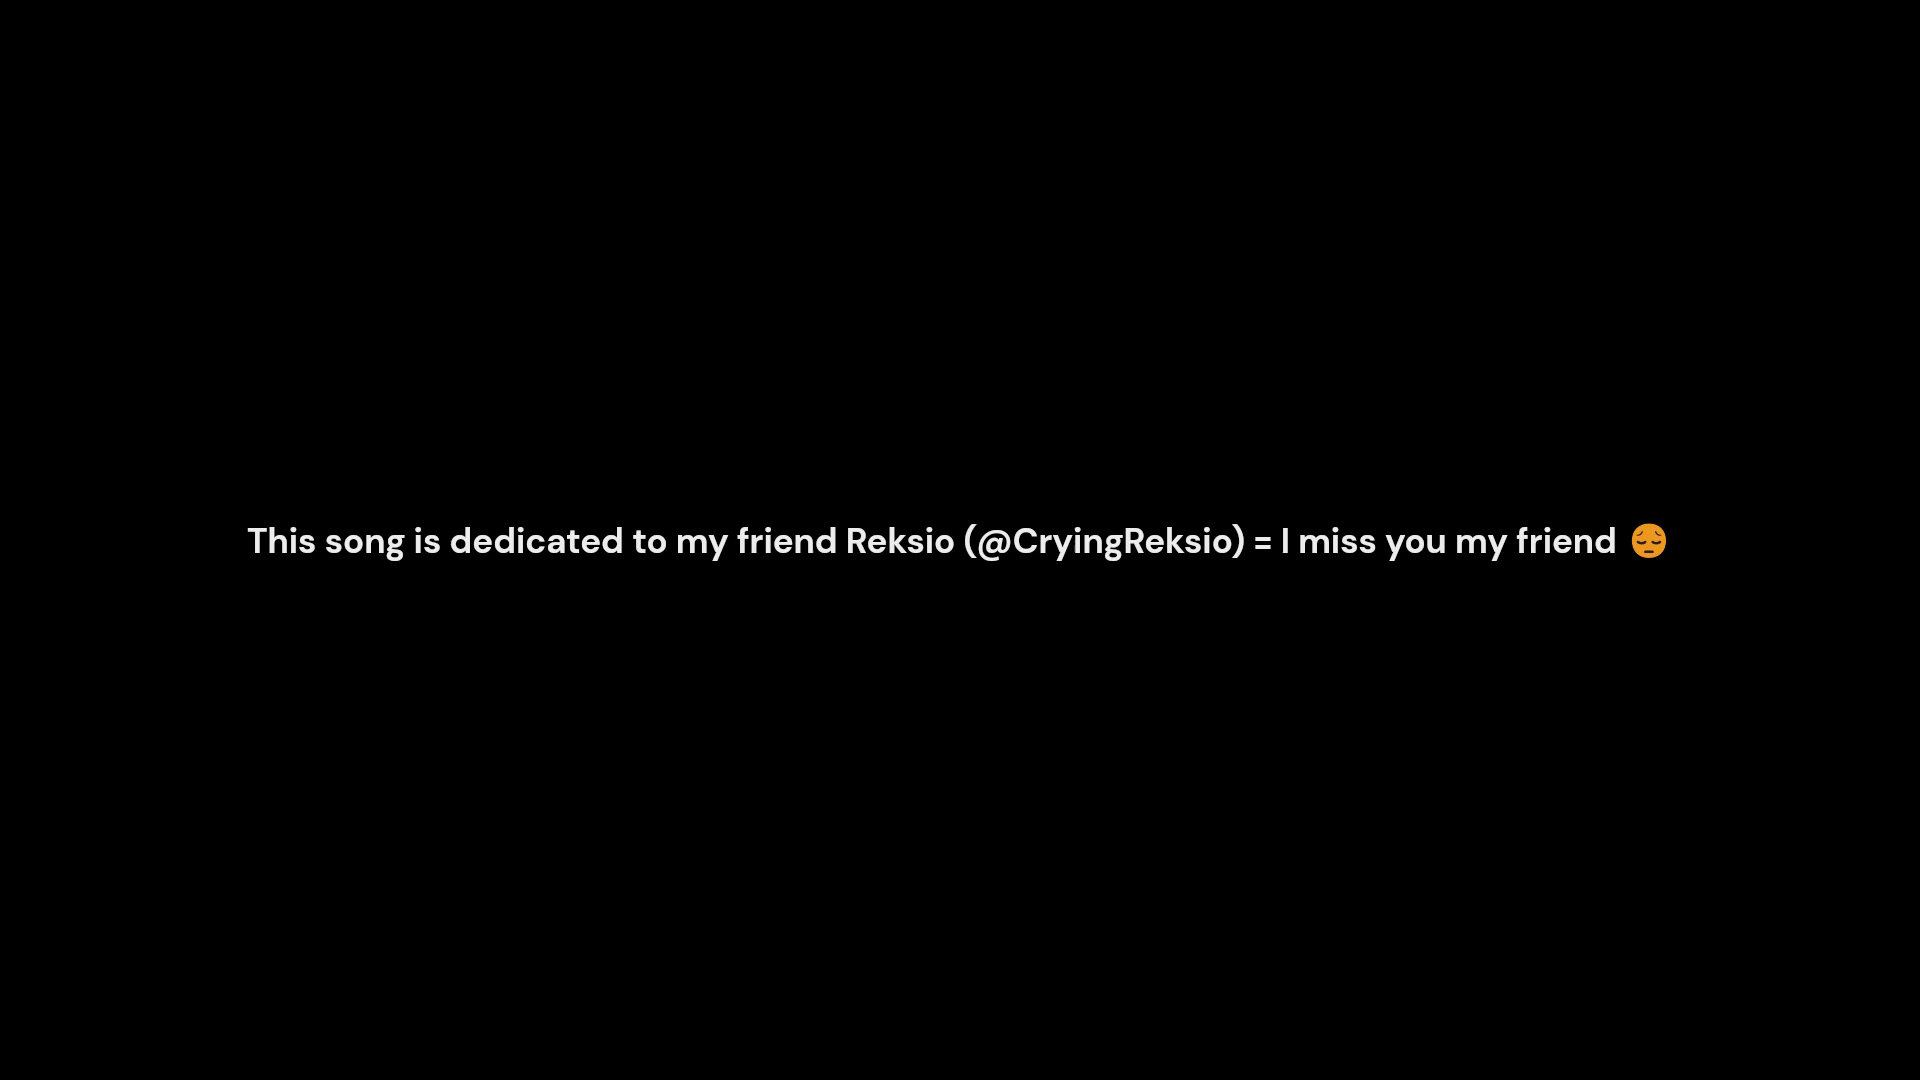 This song is dedicated to my friend Reksio (@CryingReksio) = I miss you my friend 😔